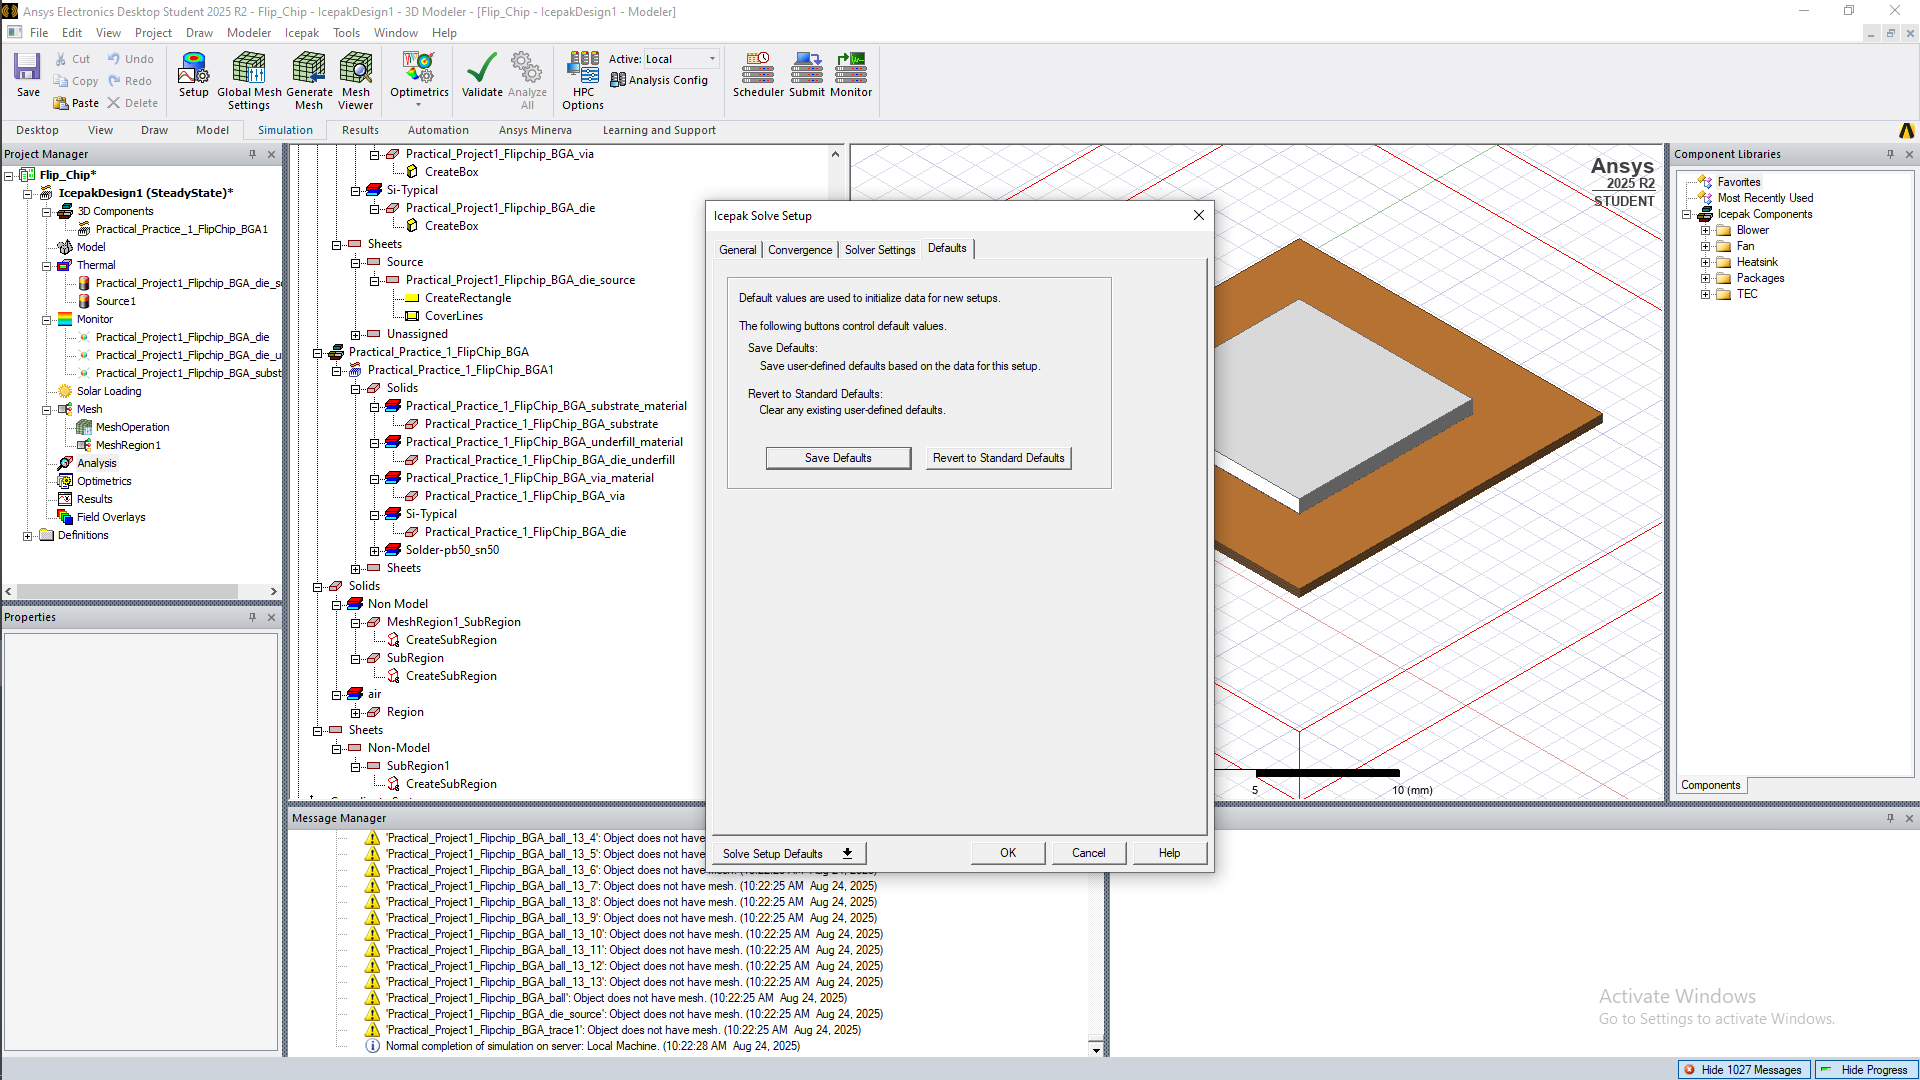 Ansys Electronics Desktop Student 2025 R2 - Flip_Chip - IcepakDesign1 - 3D Modeler - [Flip_Chip - IcepakDesign1 - Modeler]
File Edit View Project Draw Modeler Icepak Tools Window Help
Save
Cut
Copy
Paste
Undo
Redo
Delete
Setup
Global Mesh Settings
Generate Mesh
Mesh Viewer
Optimetrics
Validate
Analyze All
HPC Options
Active: Local
Analysis Config
Scheduler
Submit
Monitor
Desktop View Draw Model Simulation Results Automation Ansys Minerva Learning and Support
Project Manager
Flip_Chip*
IcepakDesign1 (SteadyState)*
3D Components
Practical_Practice_1_FlipChip_BGA1
Model
Thermal
Practical_Project1_Flipchip_BGA_die_s
Source1
Monitor
Practical_Project1_Flipchip_BGA_die
Practical_Project1_Flipchip_BGA_die_u
Practical_Project1_Flipchip_BGA_subst
Solar Loading
Mesh
MeshOperation
MeshRegion1
Analysis
Optimetrics
Results
Field Overlays
Definitions
Properties
Practical_Project1_Flipchip_BGA_via
CreateBox
Si-Typical
Practical_Project1_Flipchip_BGA_die
CreateBox
Sheets
Source
Practical_Project1_Flipchip_BGA_die_source
CreateRectangle
CoverLines
Unassigned
Practical_Practice_1_FlipChip_BGA
Practical_Practice_1_FlipChip_BGA1
Solids
Practical_Practice_1_FlipChip_BGA_substrate_material
Practical_Practice_1_FlipChip_BGA_substrate
Practical_Practice_1_FlipChip_BGA_underfill_material
Practical_Practice_1_FlipChip_BGA_die_underfill
Practical_Practice_1_FlipChip_BGA_via_material
Practical_Practice_1_FlipChip_BGA_via
Si-Typical
Practical_Practice_1_FlipChip_BGA_die
Solder-pb50_sn50
Sheets
Solids
Non Model
MeshRegion1_SubRegion
CreateSubRegion
SubRegion
CreateSubRegion
air
Region
Sheets
Non-Model
SubRegion1
CreateSubRegion
Icepak Solve Setup
General Convergence Solver Settings Defaults
Default values are used to initialize data for new setups.
The following buttons control default values.
Save Defaults:
Save user-defined defaults based on the data for this setup.
Revert to Standard Defaults:
Clear any existing user-defined defaults.
Save Defaults Revert to Standard Defaults
Solve Setup Defaults OK Cancel Help
Ansys
2025 R2
STUDENT
5 10 (mm)
Component Libraries
Favorites
Most Recently Used
Icepak Components
Blower
Fan
Heatsink
Packages
TEC
Components
Message Manager
'Practical_Project1_Flipchip_BGA_ball_13_4': Object does not have
'Practical_Project1_Flipchip_BGA_ball_13_5': Object does not have
'Practical_Project1_Flipchip_BGA_ball_13_6': Object does not have
'Practical_Project1_Flipchip_BGA_ball_13_7': Object does not have mesh. (10:22:25 AM Aug 24, 2025)
'Practical_Project1_Flipchip_BGA_ball_13_8': Object does not have mesh. (10:22:25 AM Aug 24, 2025)
'Practical_Project1_Flipchip_BGA_ball_13_9': Object does not have mesh. (10:22:25 AM Aug 24, 2025)
'Practical_Project1_Flipchip_BGA_ball_13_10': Object does not have mesh. (10:22:25 AM Aug 24, 2025)
'Practical_Project1_Flipchip_BGA_ball_13_11': Object does not have mesh. (10:22:25 AM Aug 24, 2025)
'Practical_Project1_Flipchip_BGA_ball_13_12': Object does not have mesh. (10:22:25 AM Aug 24, 2025)
'Practical_Project1_Flipchip_BGA_ball_13_13': Object does not have mesh. (10:22:25 AM Aug 24, 2025)
'Practical_Project1_Flipchip_BGA_ball': Object does not have mesh. (10:22:25 AM Aug 24, 2025)
'Practical_Project1_Flipchip_BGA_die_source': Object does not have mesh. (10:22:25 AM Aug 24, 2025)
'Practical_Project1_Flipchip_BGA_trace1': Object does not have mesh. (10:22:25 AM Aug 24, 2025)
Normal completion of simulation on server: Local Machine. (10:22:28 AM Aug 24, 2025)
Activate Windows
Go to Settings to activate Windows.
Hide 1027 Messages Hide Progress